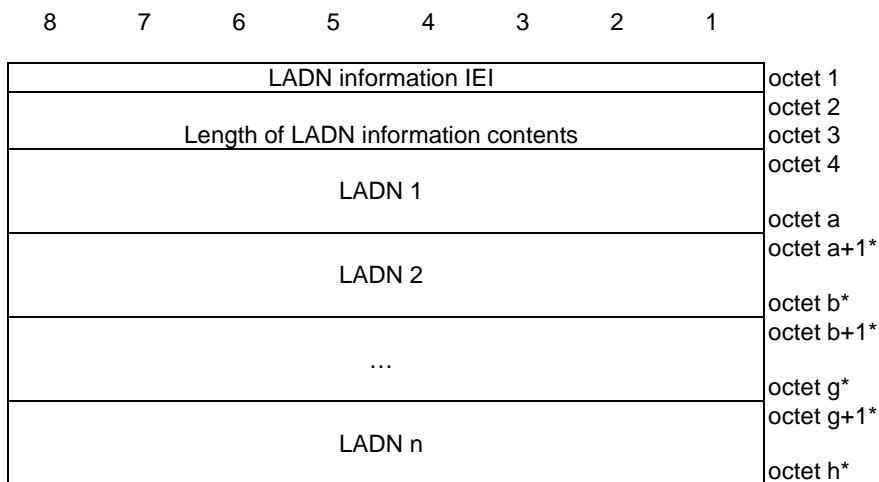 8 7 6 5 4 3 2 1
LADN information IEI octet 1
octet 2
Length of LADN information contents octet 3
octet 4
LADN 1
octet a
octet a+1*
LADN 2
octet b*
octet b+1*
…
octet g*
octet g+1*
LADN n
octet h*